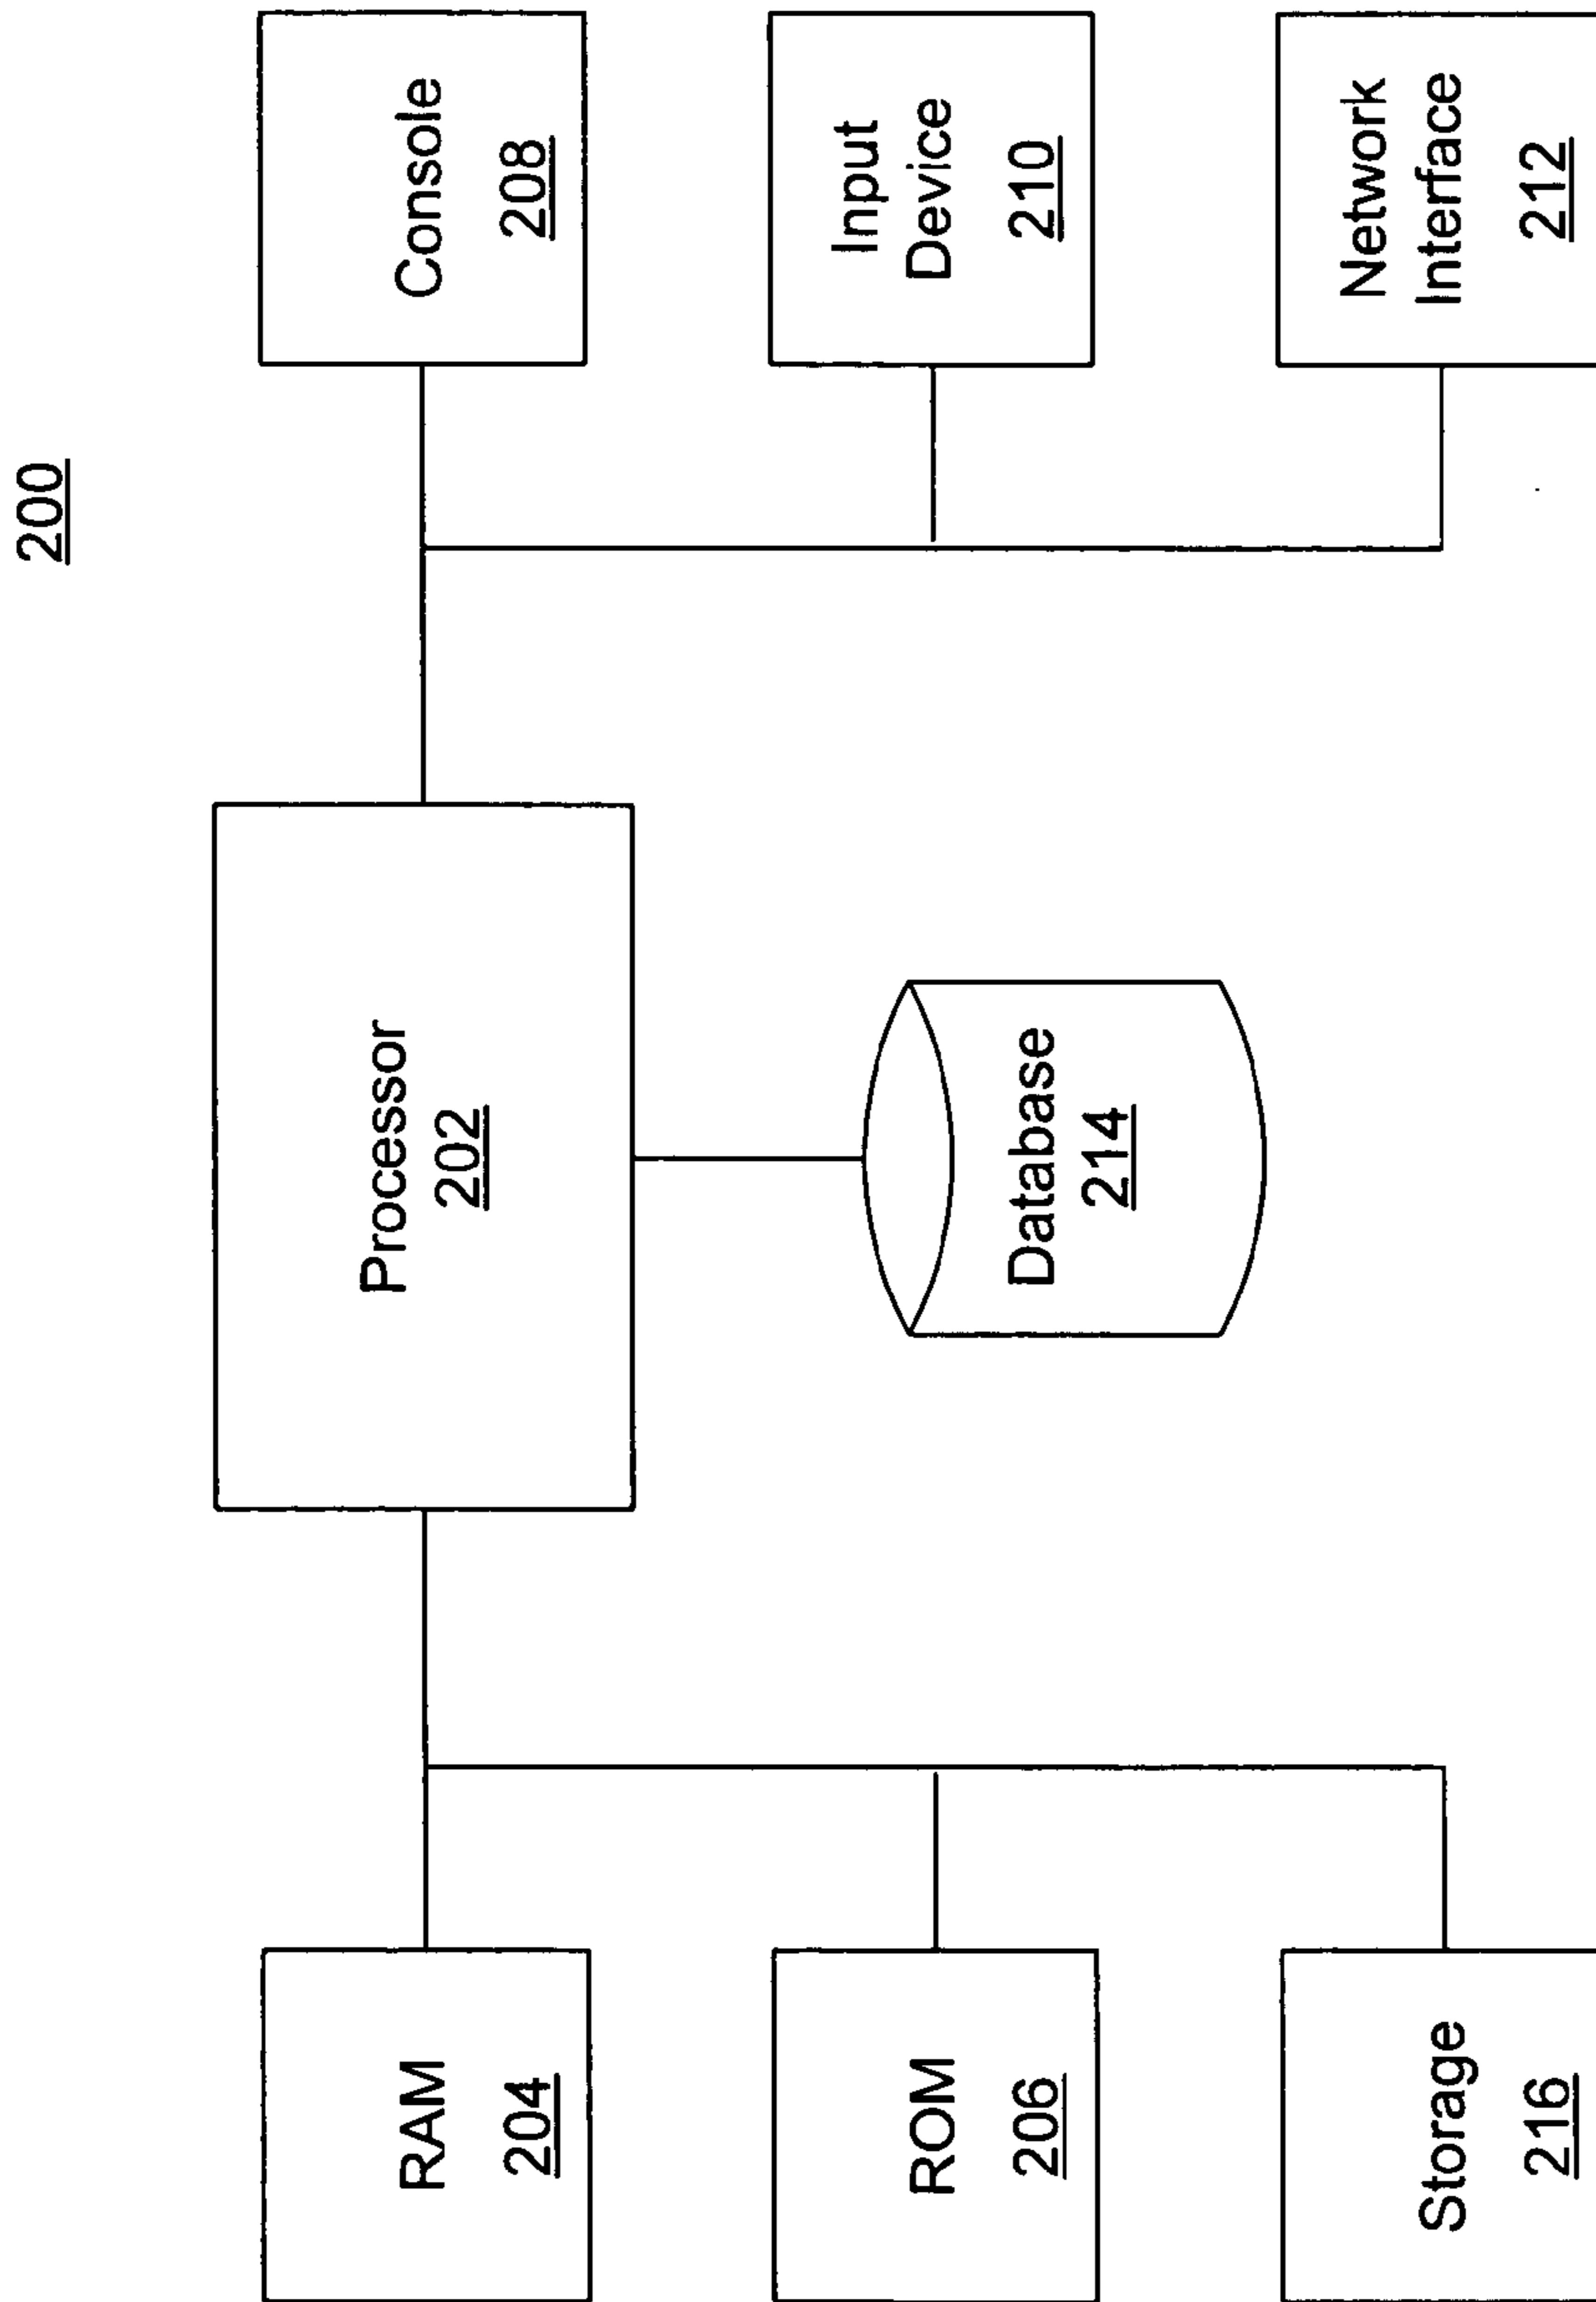 200
RAM
204
Processor
202
Console
208
ROM
206
Database
214
Input
Device
210
Storage
216
Network
Interface
212